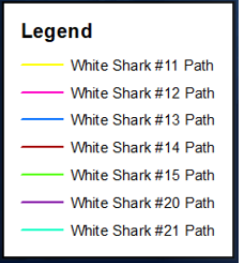 Legend
White Shark #11 Path
White Shark #12 Path
White Shark #13 Path
White Shark #14 Path
White Shark #15 Path
White Shark #20 Path
White Shark #21 Path